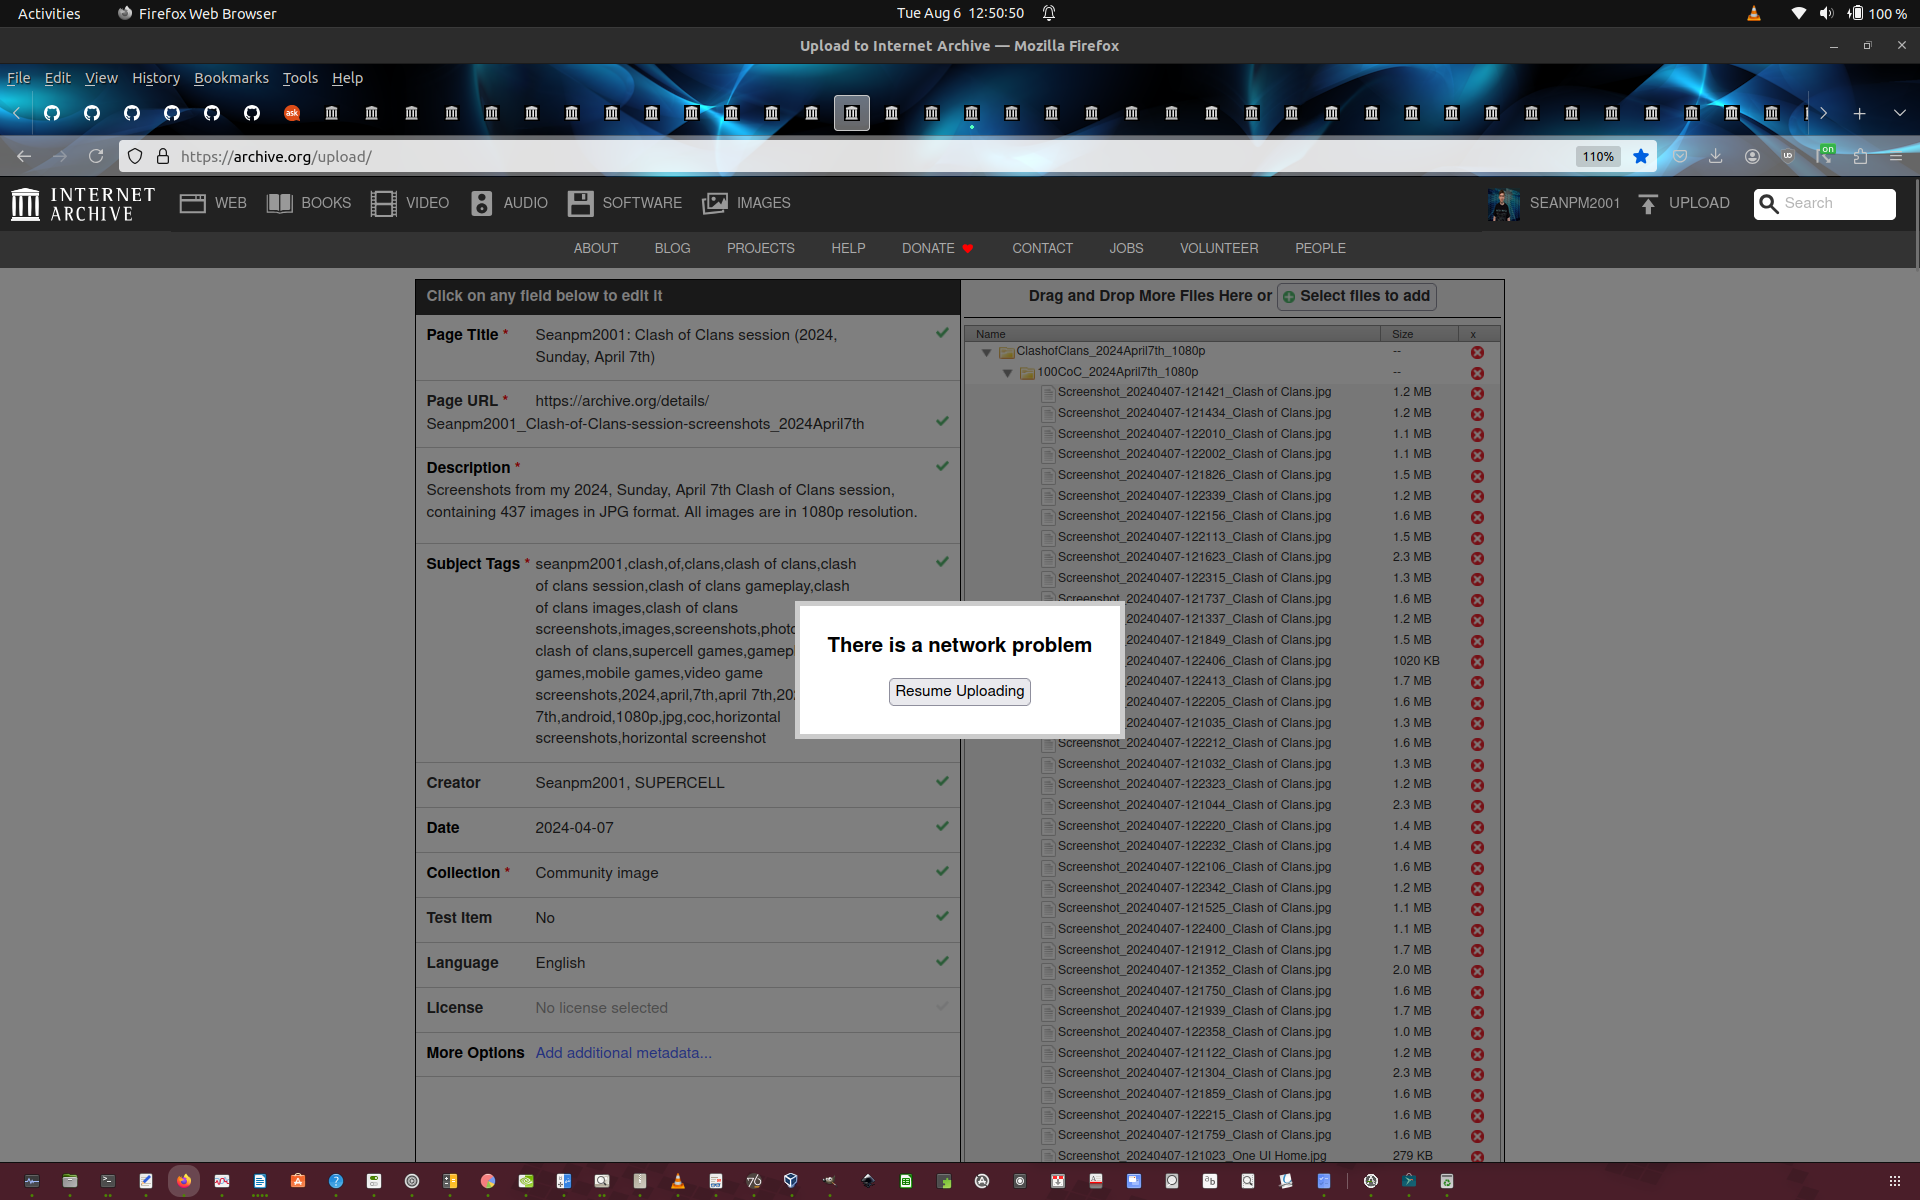 Activities
Firefox Web Browser
Tue Aug 6 12:50:50
100 %
Upload to Internet Archive — Mozilla Firefox
File Edit View History Bookmarks Tools Help
ask
https://archive.org/upload/
110%
on
INTERNET ARCHIVE
WEB BOOKS VIDEO AUDIO SOFTWARE IMAGES
SEANPM2001
UPLOAD
Search
ABOUT BLOG PROJECTS HELP DONATE CONTACT JOBS VOLUNTEER PEOPLE
Click on any field below to edit it
Page Title * Seanpm2001: Clash of Clans session (2024,
Sunday, April 7th)
Page URL * https://archive.org/details/
Seanpm2001_Clash-of-Clans-session-screenshots_2024April7th
Description *
Screenshots from my 2024, Sunday, April 7th Clash of Clans session,
containing 437 images in JPG format. All images are in 1080p resolution.
Subject Tags * seanpm2001,clash,of,clans,clash of clans,clash
of clans session,clash of clans gameplay,clash
of clans images,clash of clans
screenshots,images,screenshots,photo
clash of clans,supercell games,gamep
games,mobile games,video game
screenshots,2024,april,7th,april 7th,202
7th,android,1080p,jpg,coc,horizontal
screenshots,horizontal screenshot
Creator Seanpm2001, SUPERCELL
Date 2024-04-07
Collection * Community image
Test Item No
Language English
License No license selected
More Options Add additional metadata...
Drag and Drop More Files Here or Select files to add
Name Size x
ClashofClans_2024April7th_1080p --
100CoC_2024April7th_1080p --
Screenshot_20240407-121421_Clash of Clans.jpg 1.2 MB
Screenshot_20240407-121434_Clash of Clans.jpg 1.2 MB
Screenshot_20240407-122010_Clash of Clans.jpg 1.1 MB
Screenshot_20240407-122002_Clash of Clans.jpg 1.1 MB
Screenshot_20240407-121826_Clash of Clans.jpg 1.5 MB
Screenshot_20240407-122339_Clash of Clans.jpg 1.2 MB
Screenshot_20240407-122156_Clash of Clans.jpg 1.6 MB
Screenshot_20240407-122113_Clash of Clans.jpg 1.5 MB
Screenshot_20240407-121623_Clash of Clans.jpg 2.3 MB
Screenshot_20240407-122315_Clash of Clans.jpg 1.3 MB
Screenshot_20240407-121737_Clash of Clans.jpg 1.6 MB
121337_Clash of Clans.jpg 1.2 MB
121849_Clash of Clans.jpg 1.5 MB
122406_Clash of Clans.jpg 1020 KB
122413_Clash of Clans.jpg 1.7 MB
122205_Clash of Clans.jpg 1.6 MB
121035_Clash of Clans.jpg 1.3 MB
Screenshot_20240407-122212_Clash of Clans.jpg 1.6 MB
Screenshot_20240407-121032_Clash of Clans.jpg 1.3 MB
Screenshot_20240407-122323_Clash of Clans.jpg 1.2 MB
Screenshot_20240407-121044_Clash of Clans.jpg 2.3 MB
Screenshot_20240407-122220_Clash of Clans.jpg 1.4 MB
Screenshot_20240407-122232_Clash of Clans.jpg 1.4 MB
Screenshot_20240407-122106_Clash of Clans.jpg 1.6 MB
Screenshot_20240407-122342_Clash of Clans.jpg 1.2 MB
Screenshot_20240407-121525_Clash of Clans.jpg 1.1 MB
Screenshot_20240407-122400_Clash of Clans.jpg 1.1 MB
Screenshot_20240407-121912_Clash of Clans.jpg 1.7 MB
Screenshot_20240407-121352_Clash of Clans.jpg 2.0 MB
Screenshot_20240407-121750_Clash of Clans.jpg 1.6 MB
Screenshot_20240407-121939_Clash of Clans.jpg 1.7 MB
Screenshot_20240407-122358_Clash of Clans.jpg 1.0 MB
Screenshot_20240407-121122_Clash of Clans.jpg 1.2 MB
Screenshot_20240407-121304_Clash of Clans.jpg 2.3 MB
Screenshot_20240407-121859_Clash of Clans.jpg 1.6 MB
Screenshot_20240407-122215_Clash of Clans.jpg 1.6 MB
Screenshot_20240407-121759_Clash of Clans.jpg 1.6 MB
Screenshot_20240407-121023_One UI Home.jpg 279 KB
There is a network problem
Resume Uploading